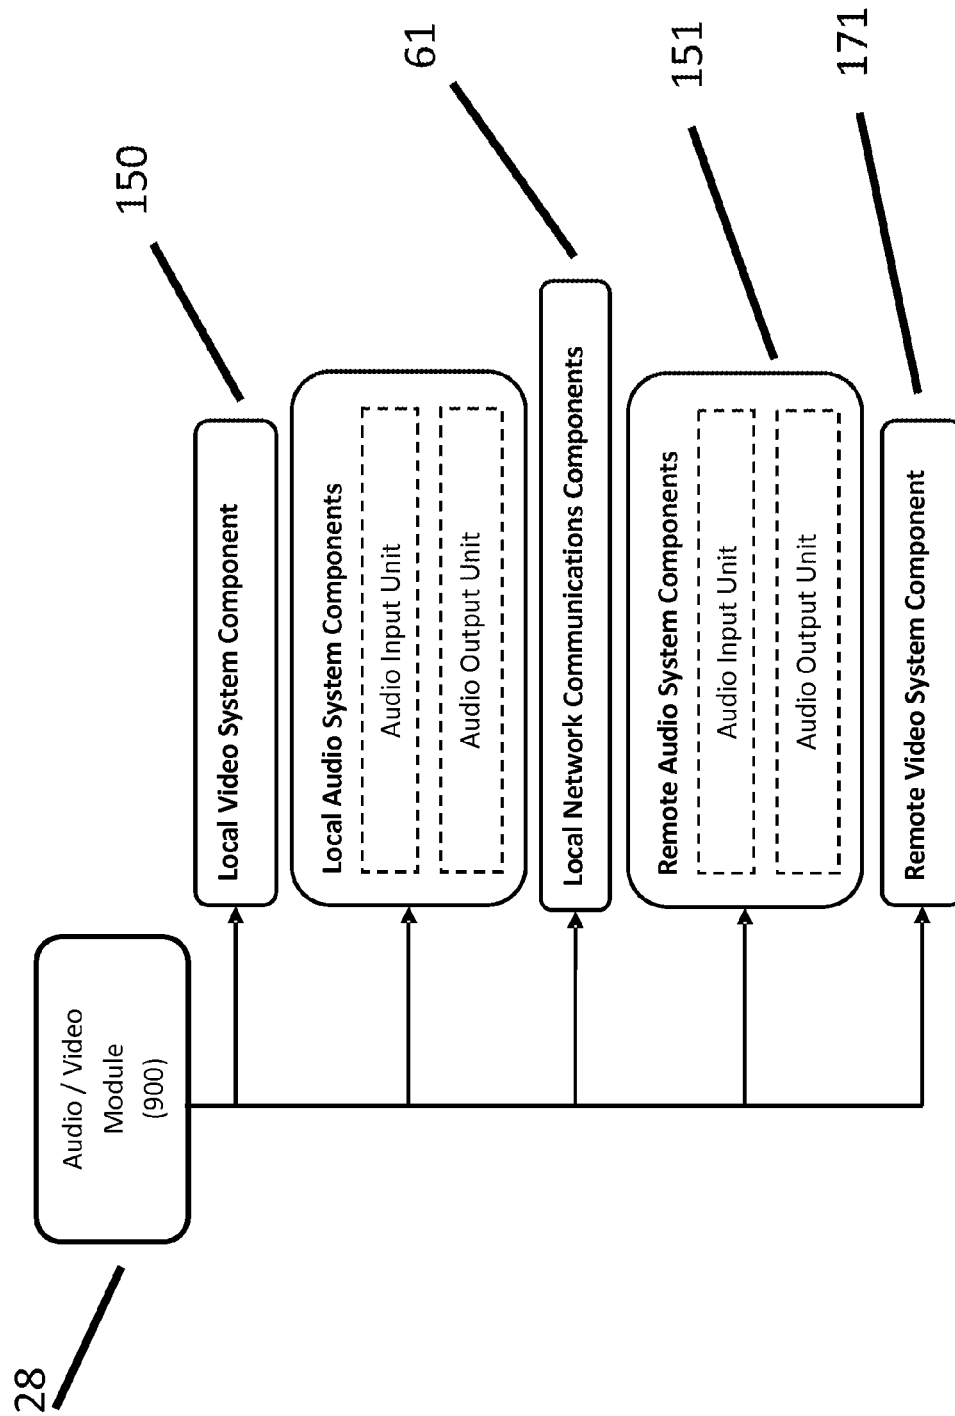 28
Audio / Video
Module
(900)
150
Local Video System Component
Local Audio System Components
Audio Input Unit
Audio Output Unit
61
Local Network Communications Components
151
Remote Audio System Components
Audio Input Unit
Audio Output Unit
171
Remote Video System Component